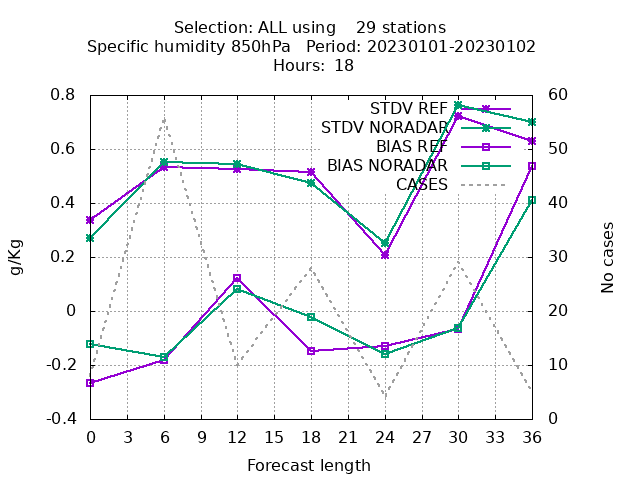 Selection: ALL using    29 stations
Specific humidity 850hPa   Period: 20230101-20230102
Hours:  18
STDV REF
STDV NORADAR
BIAS REF
BIAS NORADAR
CASES
0.8
0.6
0.4
0.2
0
-0.2
-0.4
g/Kg
60
50
40
30
20
10
0
No cases
0 3 6 9 12 15 18 21 24 27 30 33 36
Forecast length